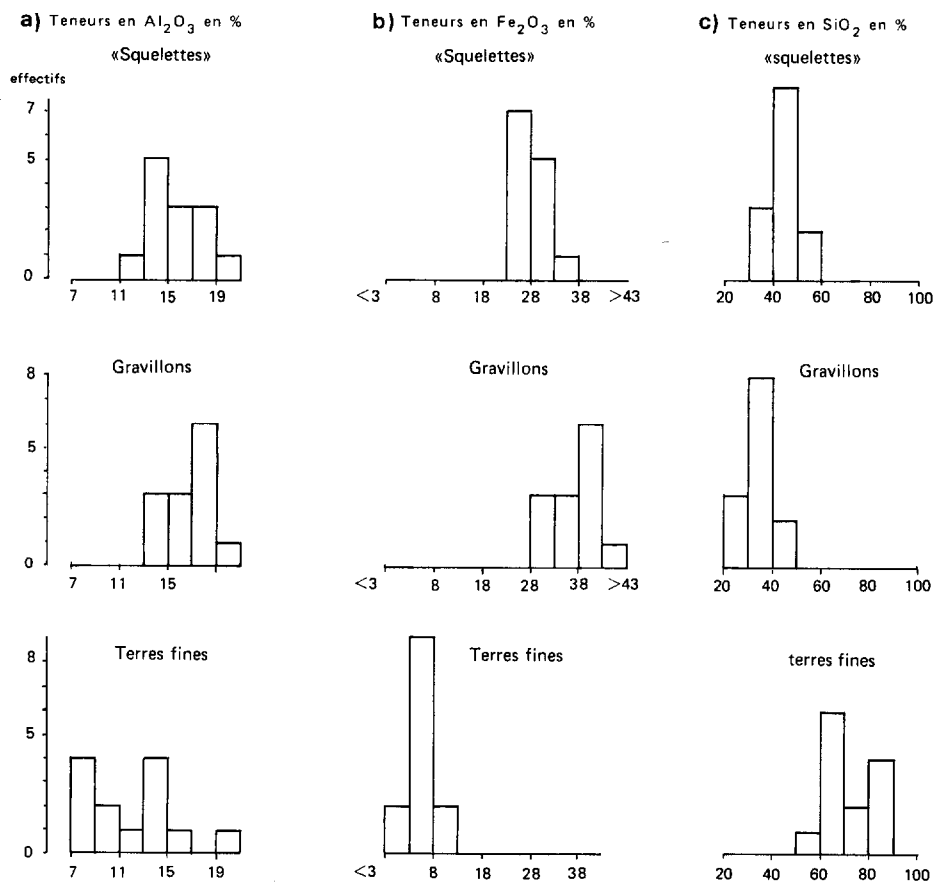 a) Teneurs en Al₂O₃ en %
«Squelettes»
effectifs
7
5
0
7 11 15 19
b) Teneurs en Fe₂O₃ en %
«Squelettes»
<3 8 18 28 38 >43
c) Teneurs en SiO₂ en %
«squelettes»
20 40 60 80 100
Gravillons
8
5
0
7 11 15
Gravillons
<3 8 18 28 38 >43
Gravillons
20 40 60 80 100
Terres fines
8
5
0
7 11 15 19
Terres fines
<3 8 18 28 38
terres fines
20 40 60 80 100